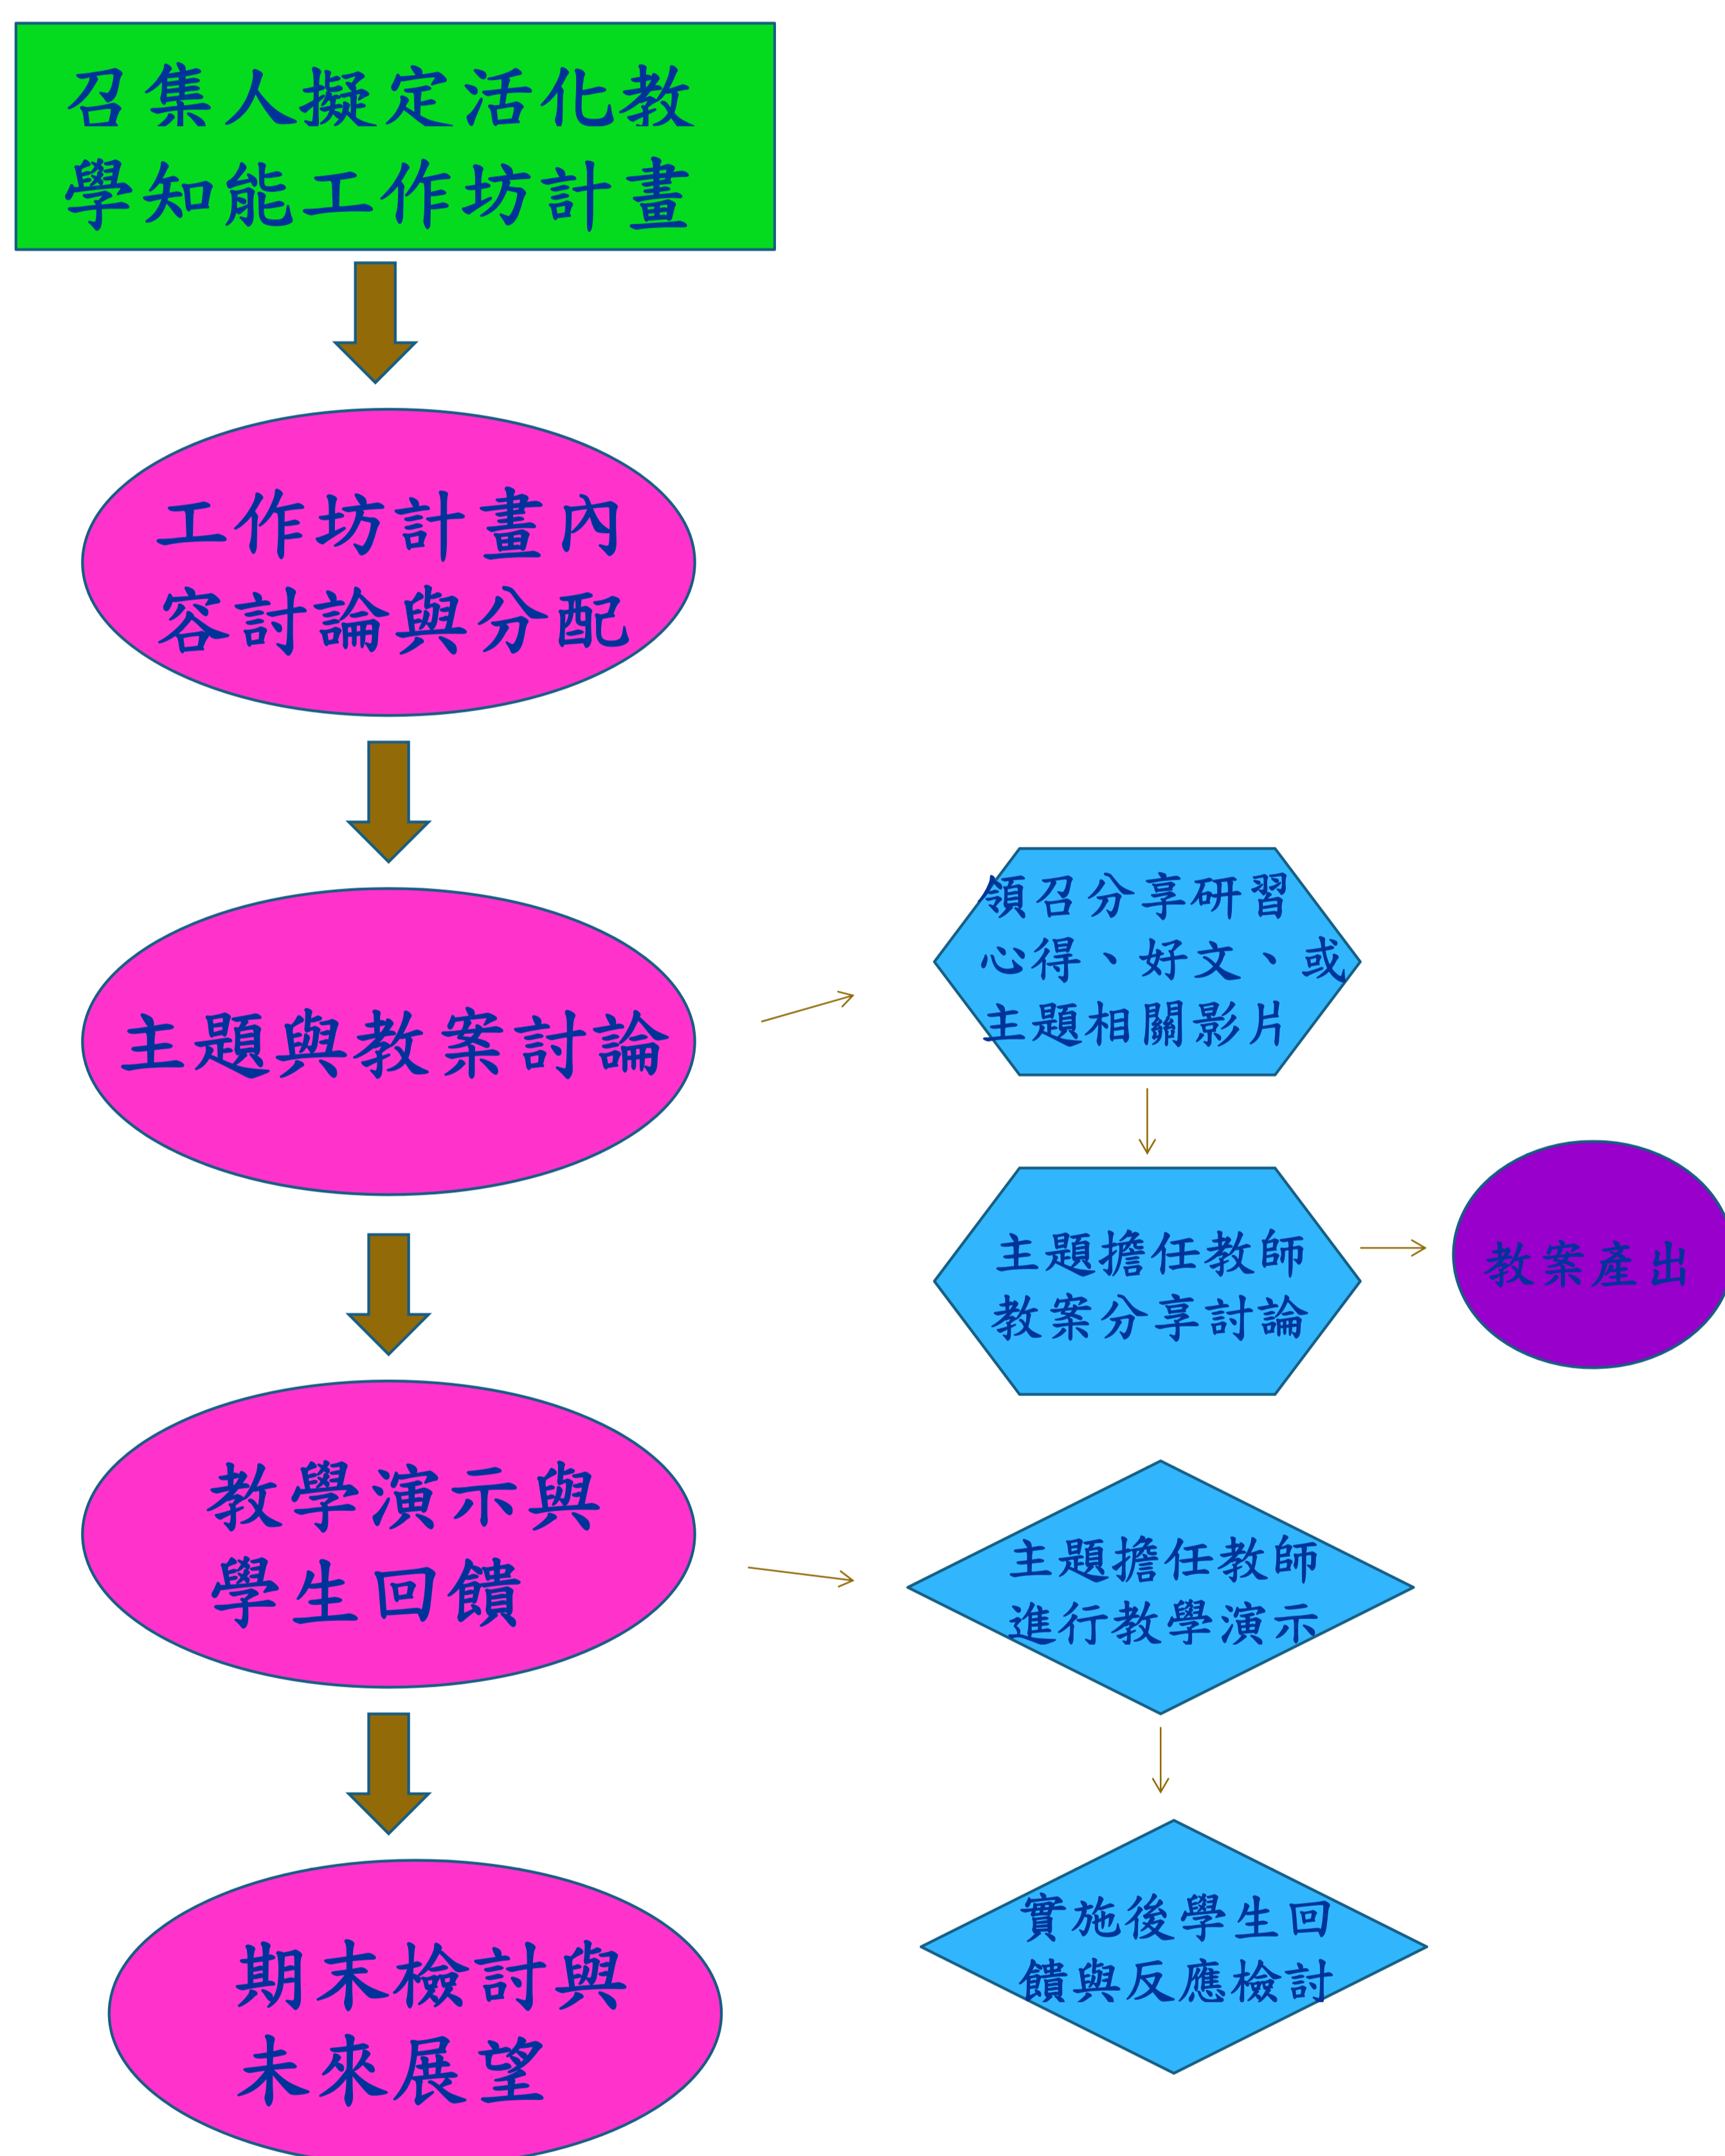 召集人擬定活化教
學知能工作坊計畫
工作坊計畫內
容討論與分配
主題與教案討論
各組可分享研習
心得、好文、或
主題相關影片
主題擔任教師
教案分享討論
教案產出
教學演示與
學生回饋
主題擔任教師
進行教學演示
實施後學生回
饋與反應檢討
期末檢討與
未來展望